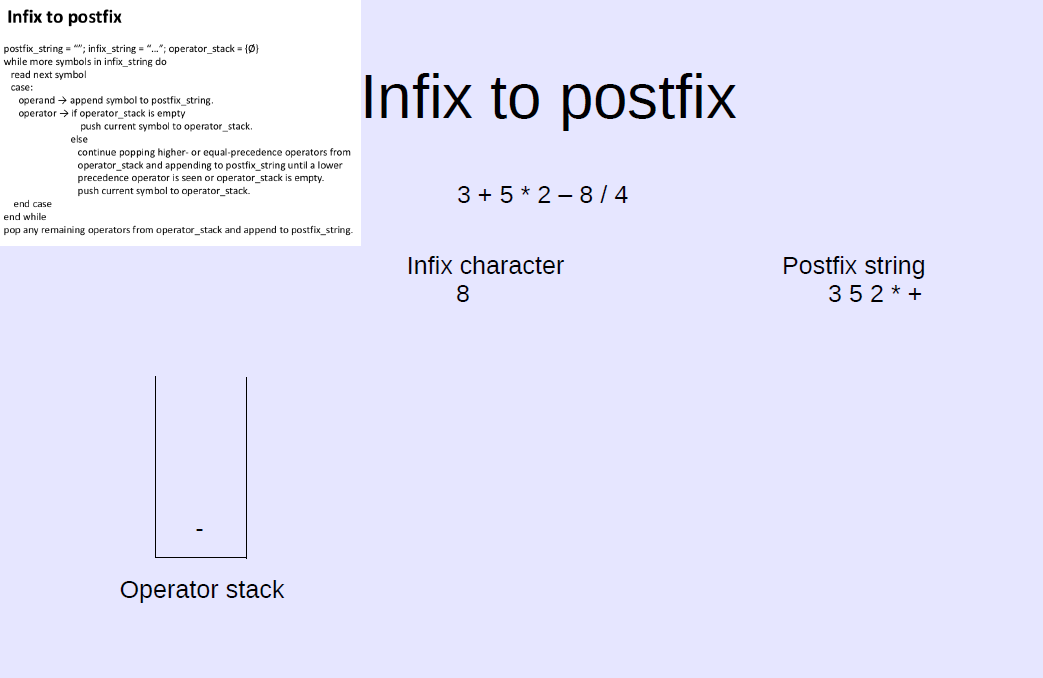 Infix to postfix
postfix_string = “”; infix_string = “...”; operator_stack = {Ø}
while more symbols in infix_string do
read next symbol
case:
operand → append symbol to postfix_string.
operator → if operator_stack is empty
push current symbol to operator_stack.
else
continue popping higher- or equal-precedence operators from
operator_stack and appending to postfix_string until a lower
precedence operator is seen or operator_stack is empty.
push current symbol to operator_stack.
end case
end while
pop any remaining operators from operator_stack and append to postfix_string.
Infix to postfix
3 + 5 * 2 – 8 / 4
Infix character
8
Postfix string
3 5 2 * +
-
Operator stack